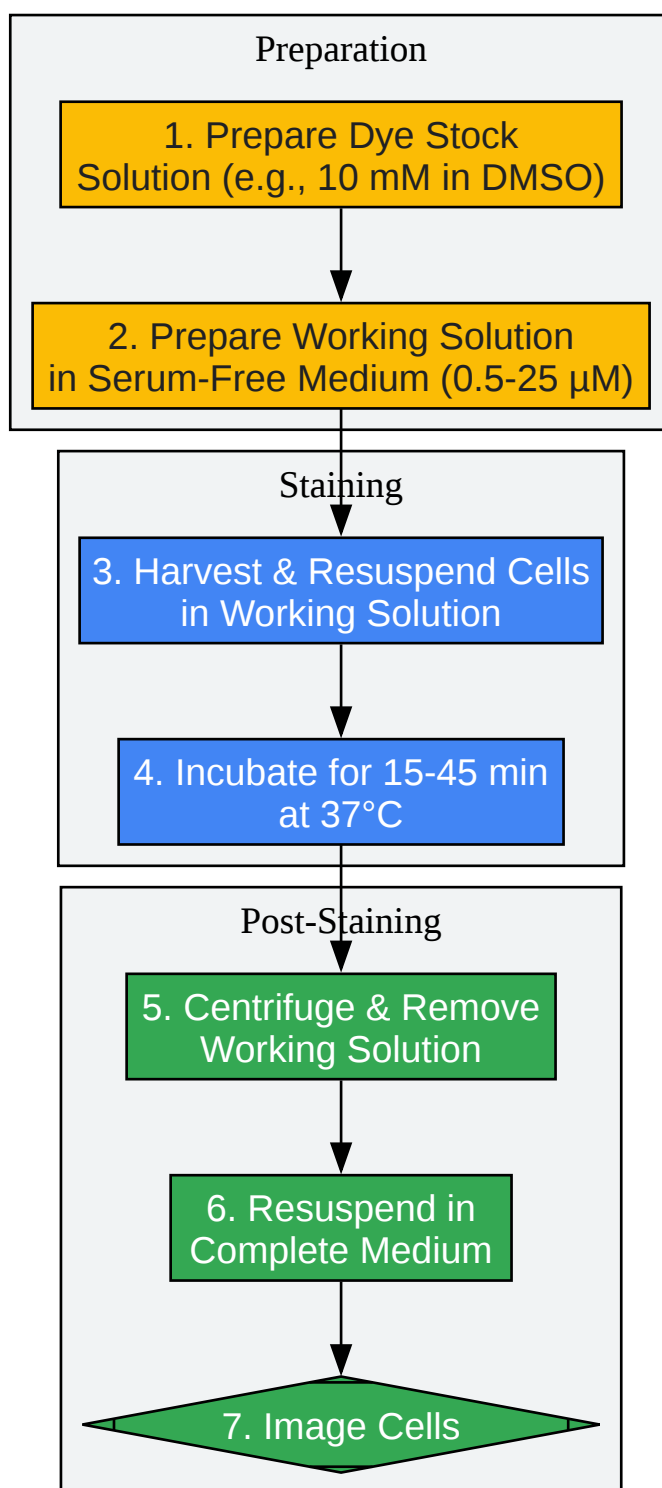 Preparation
1. Prepare Dye Stock
Solution (e.g., 10 mM in DMSO)
2. Prepare Working Solution
in Serum-Free Medium (0.5-25 µM)
Staining
3. Harvest & Resuspend Cells
in Working Solution
4. Incubate for 15-45 min
at 37°C
Post-Staining
5. Centrifuge & Remove
Working Solution
6. Resuspend in
Complete Medium
7. Image Cells